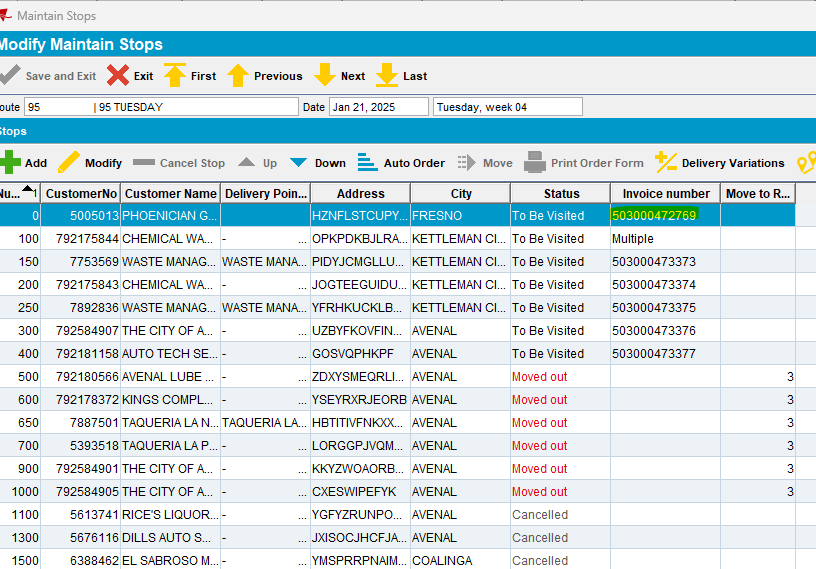 Maintain Stops
Modify Maintain Stops
Save and Exit Exit First Previous Next Last
oute 95 | 95 TUESDAY Date Jan 21, 2025 Tuesday, week 04
Stops
Add Modify Cancel Stop Up Down Auto Order Move Print Order Form Delivery Variations
Nu... 1 CustomerNo Customer Name Delivery Poin... Address City Status Invoice number Move to R...
0 5005013 PHOENICIAN G... HZNFLSTCUPY... FRESNO To Be Visited 503000472769
100 792175844 CHEMICAL WA... - ... OPKPDKBJLRA... KETTLEMAN CI... To Be Visited Multiple
150 7753569 WASTE MANAG... WASTE MANA... PIDYJCMGLLU... KETTLEMAN CI... To Be Visited 503000473373
200 792175843 CHEMICAL WA... - ... JOGTEEGUIDU... KETTLEMAN CI... To Be Visited 503000473374
250 7892836 WASTE MANAG... WASTE MANA... YFRHKUCKLB... KETTLEMAN CI... To Be Visited 503000473375
300 792584907 THE CITY OF A... - ... UZBYFKOVFIN... AVENAL To Be Visited 503000473376
400 792181158 AUTO TECH SE... - ... GOSVQPHKPF AVENAL To Be Visited 503000473377
500 792180566 AVENAL LUBE ... - ... ZDXYSMEQRLI... AVENAL Moved out 3
600 792178372 KINGS COMPL... - ... YSEYRXRJEORB AVENAL Moved out 3
650 7887501 TAQUERIA LA N... TAQUERIA LA... HBTITIVFNKXX... AVENAL Moved out 3
700 5393518 TAQUERIA LA P... - ... LORGGPJVQM... AVENAL Moved out 3
900 792584901 THE CITY OF A... - ... KKYZWOAORB... AVENAL Moved out 3
1000 792584905 THE CITY OF A... - ... CXESWIPEFYK AVENAL Moved out 3
1100 5613741 RICE'S LIQUOR... - ... YGFYZRUNPO... AVENAL Cancelled
1300 5676116 DILLS AUTO S... - ... JXISOCJHCFJA... AVENAL Cancelled
1500 6388462 EL SABROSO M... - ... YMSPRRPNAIM... COALINGA Cancelled